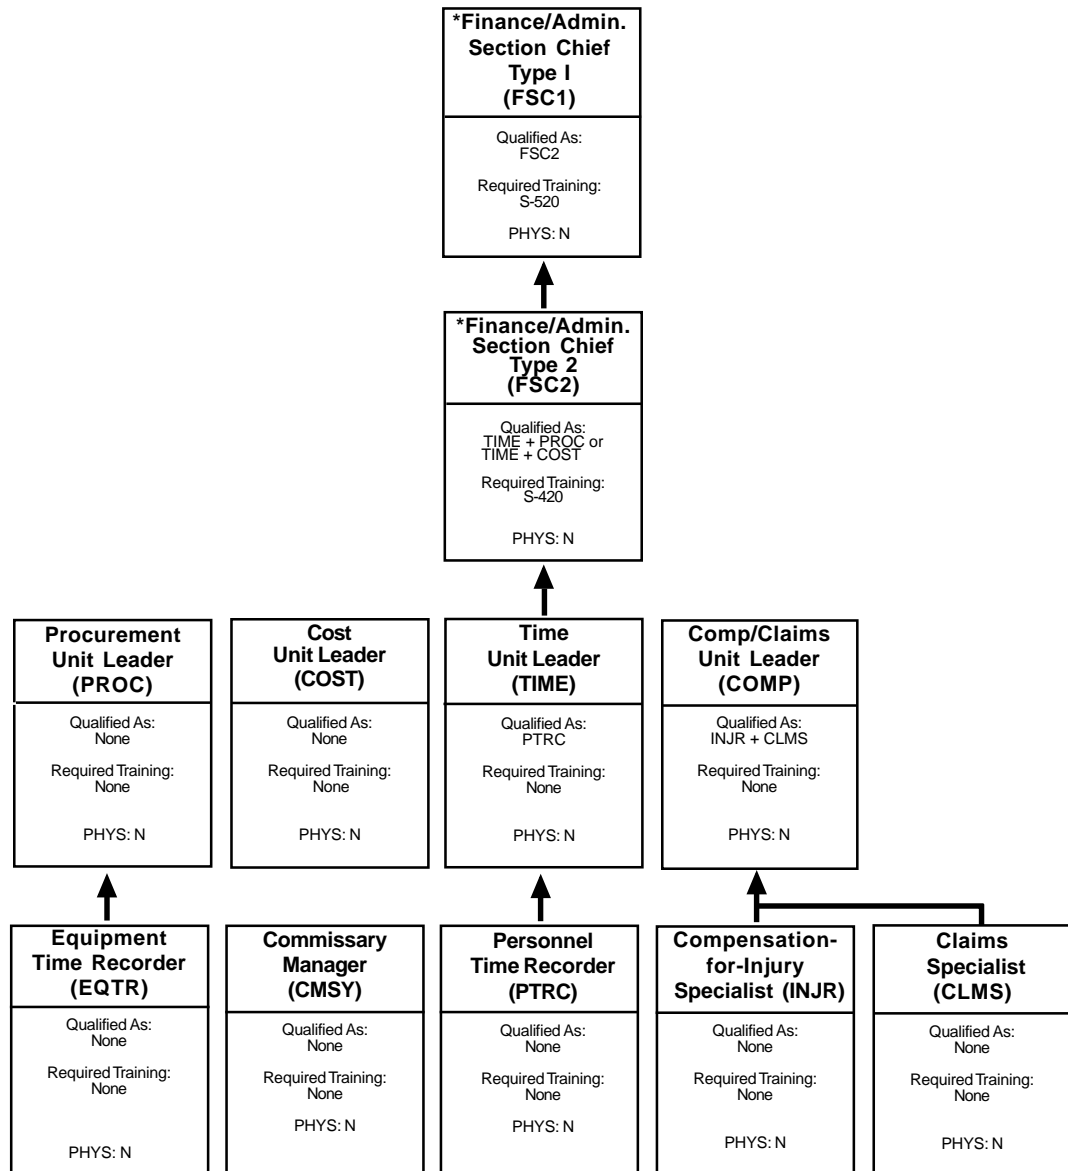 *Finance/Admin.
Section Chief
Type I
(FSC1)
Qualified As:
FSC2
Required Training:
S-520
PHYS: N
*Finance/Admin.
Section Chief
Type 2
(FSC2)
Qualified As:
TIME + PROC or
TIME + COST
Required Training:
S-420
PHYS: N
Procurement
Unit Leader
(PROC)
Qualified As:
None
Required Training:
None
PHYS: N
Cost
Unit Leader
(COST)
Qualified As:
None
Required Training:
None
PHYS: N
Time
Unit Leader
(TIME)
Qualified As:
PTRC
Required Training:
None
PHYS: N
Comp/Claims
Unit Leader
(COMP)
Qualified As:
INJR + CLMS
Required Training:
None
PHYS: N
Equipment
Time Recorder
(EQTR)
Qualified As:
None
Required Training:
None
PHYS: N
Commissary
Manager
(CMSY)
Qualified As:
None
Required Training:
None
PHYS: N
Personnel
Time Recorder
(PTRC)
Qualified As:
None
Required Training:
None
PHYS: N
Compensation-
for-Injury
Specialist (INJR)
Qualified As:
None
Required Training:
None
PHYS: N
Claims
Specialist
(CLMS)
Qualified As:
None
Required Training:
None
PHYS: N